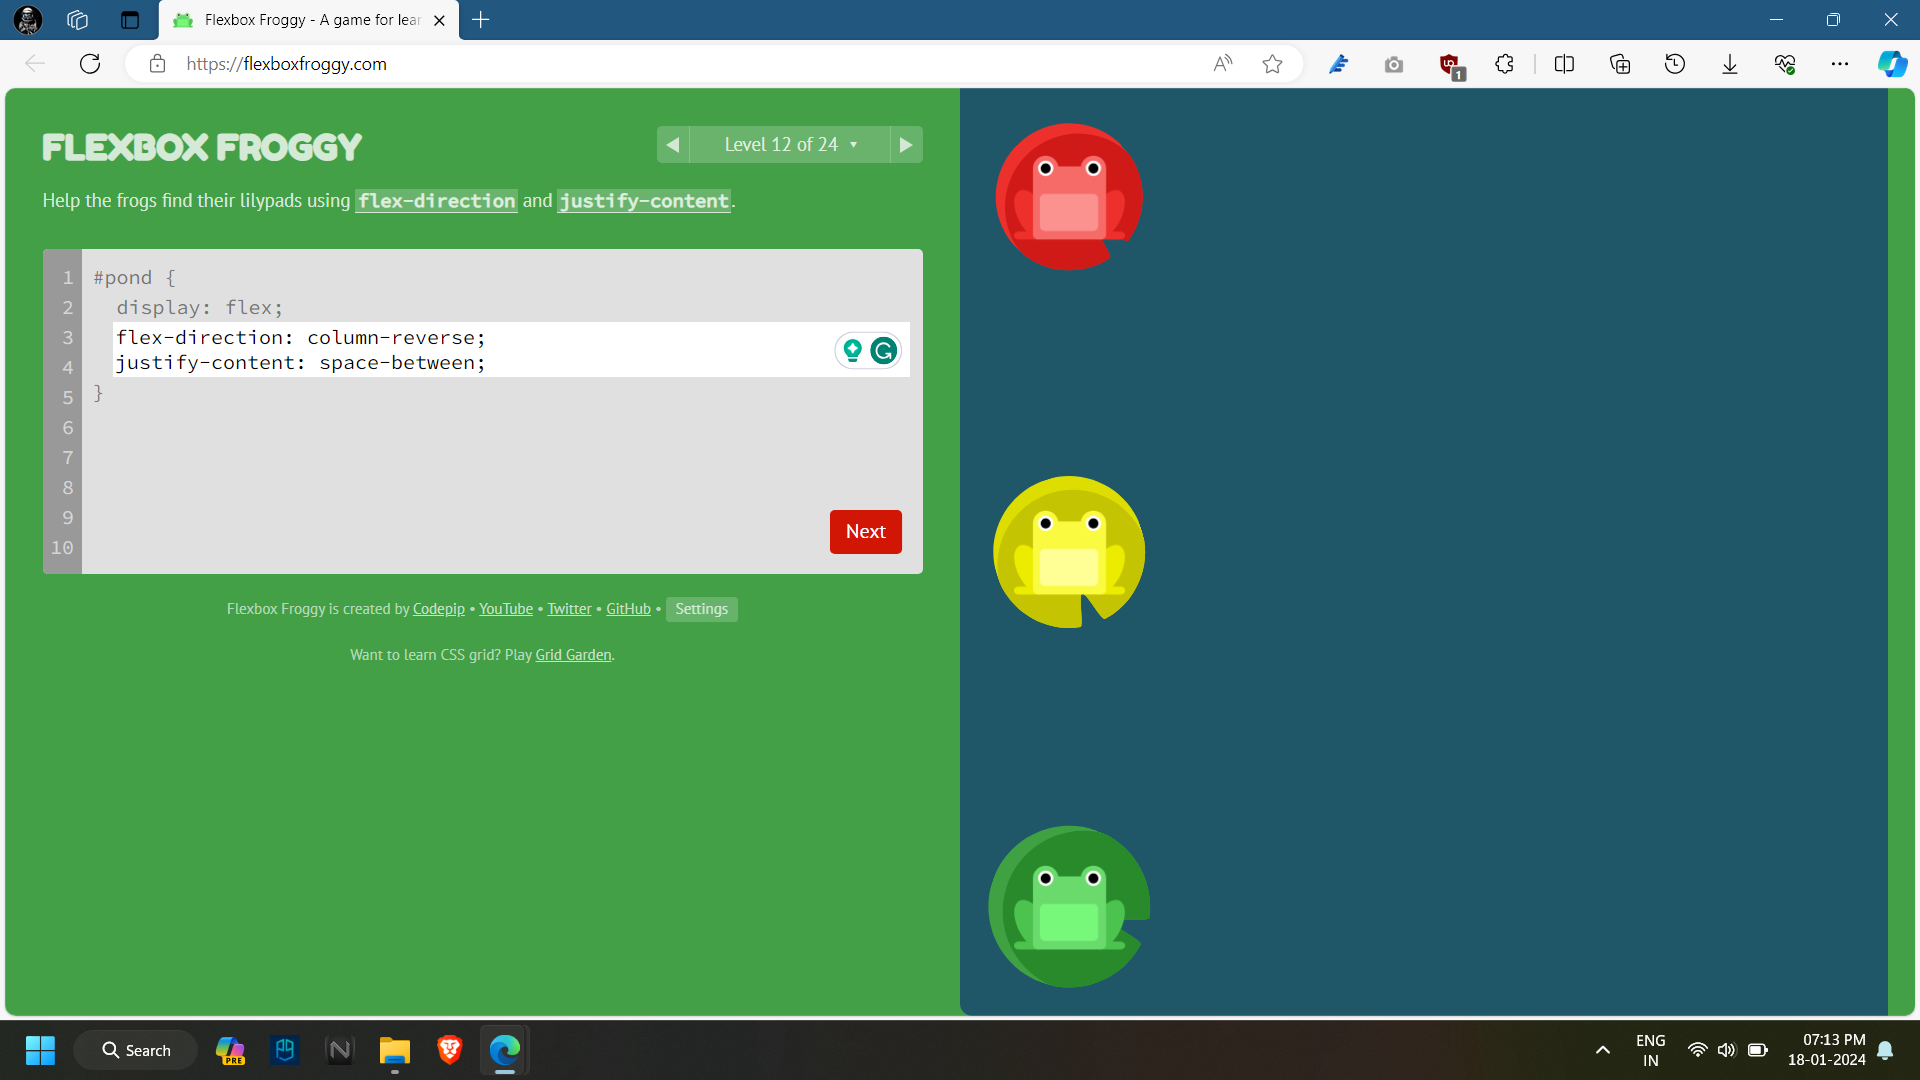 Flexbox Froggy - A game for lear
https://flexboxfroggy.com
1
FLEXBOX FROGGY
Level 12 of 24
Help the frogs find their lilypads using flex-direction and justify-content.
1 #pond {
2 display: flex;
3 flex-direction: column-reverse;
4 justify-content: space-between;
5 }
6
7
8
9
10
Next
Flexbox Froggy is created by Codepip • YouTube • Twitter • GitHub • Settings
Want to learn CSS grid? Play Grid Garden.
Search
PRE
ENG
IN
07:13 PM
18-01-2024